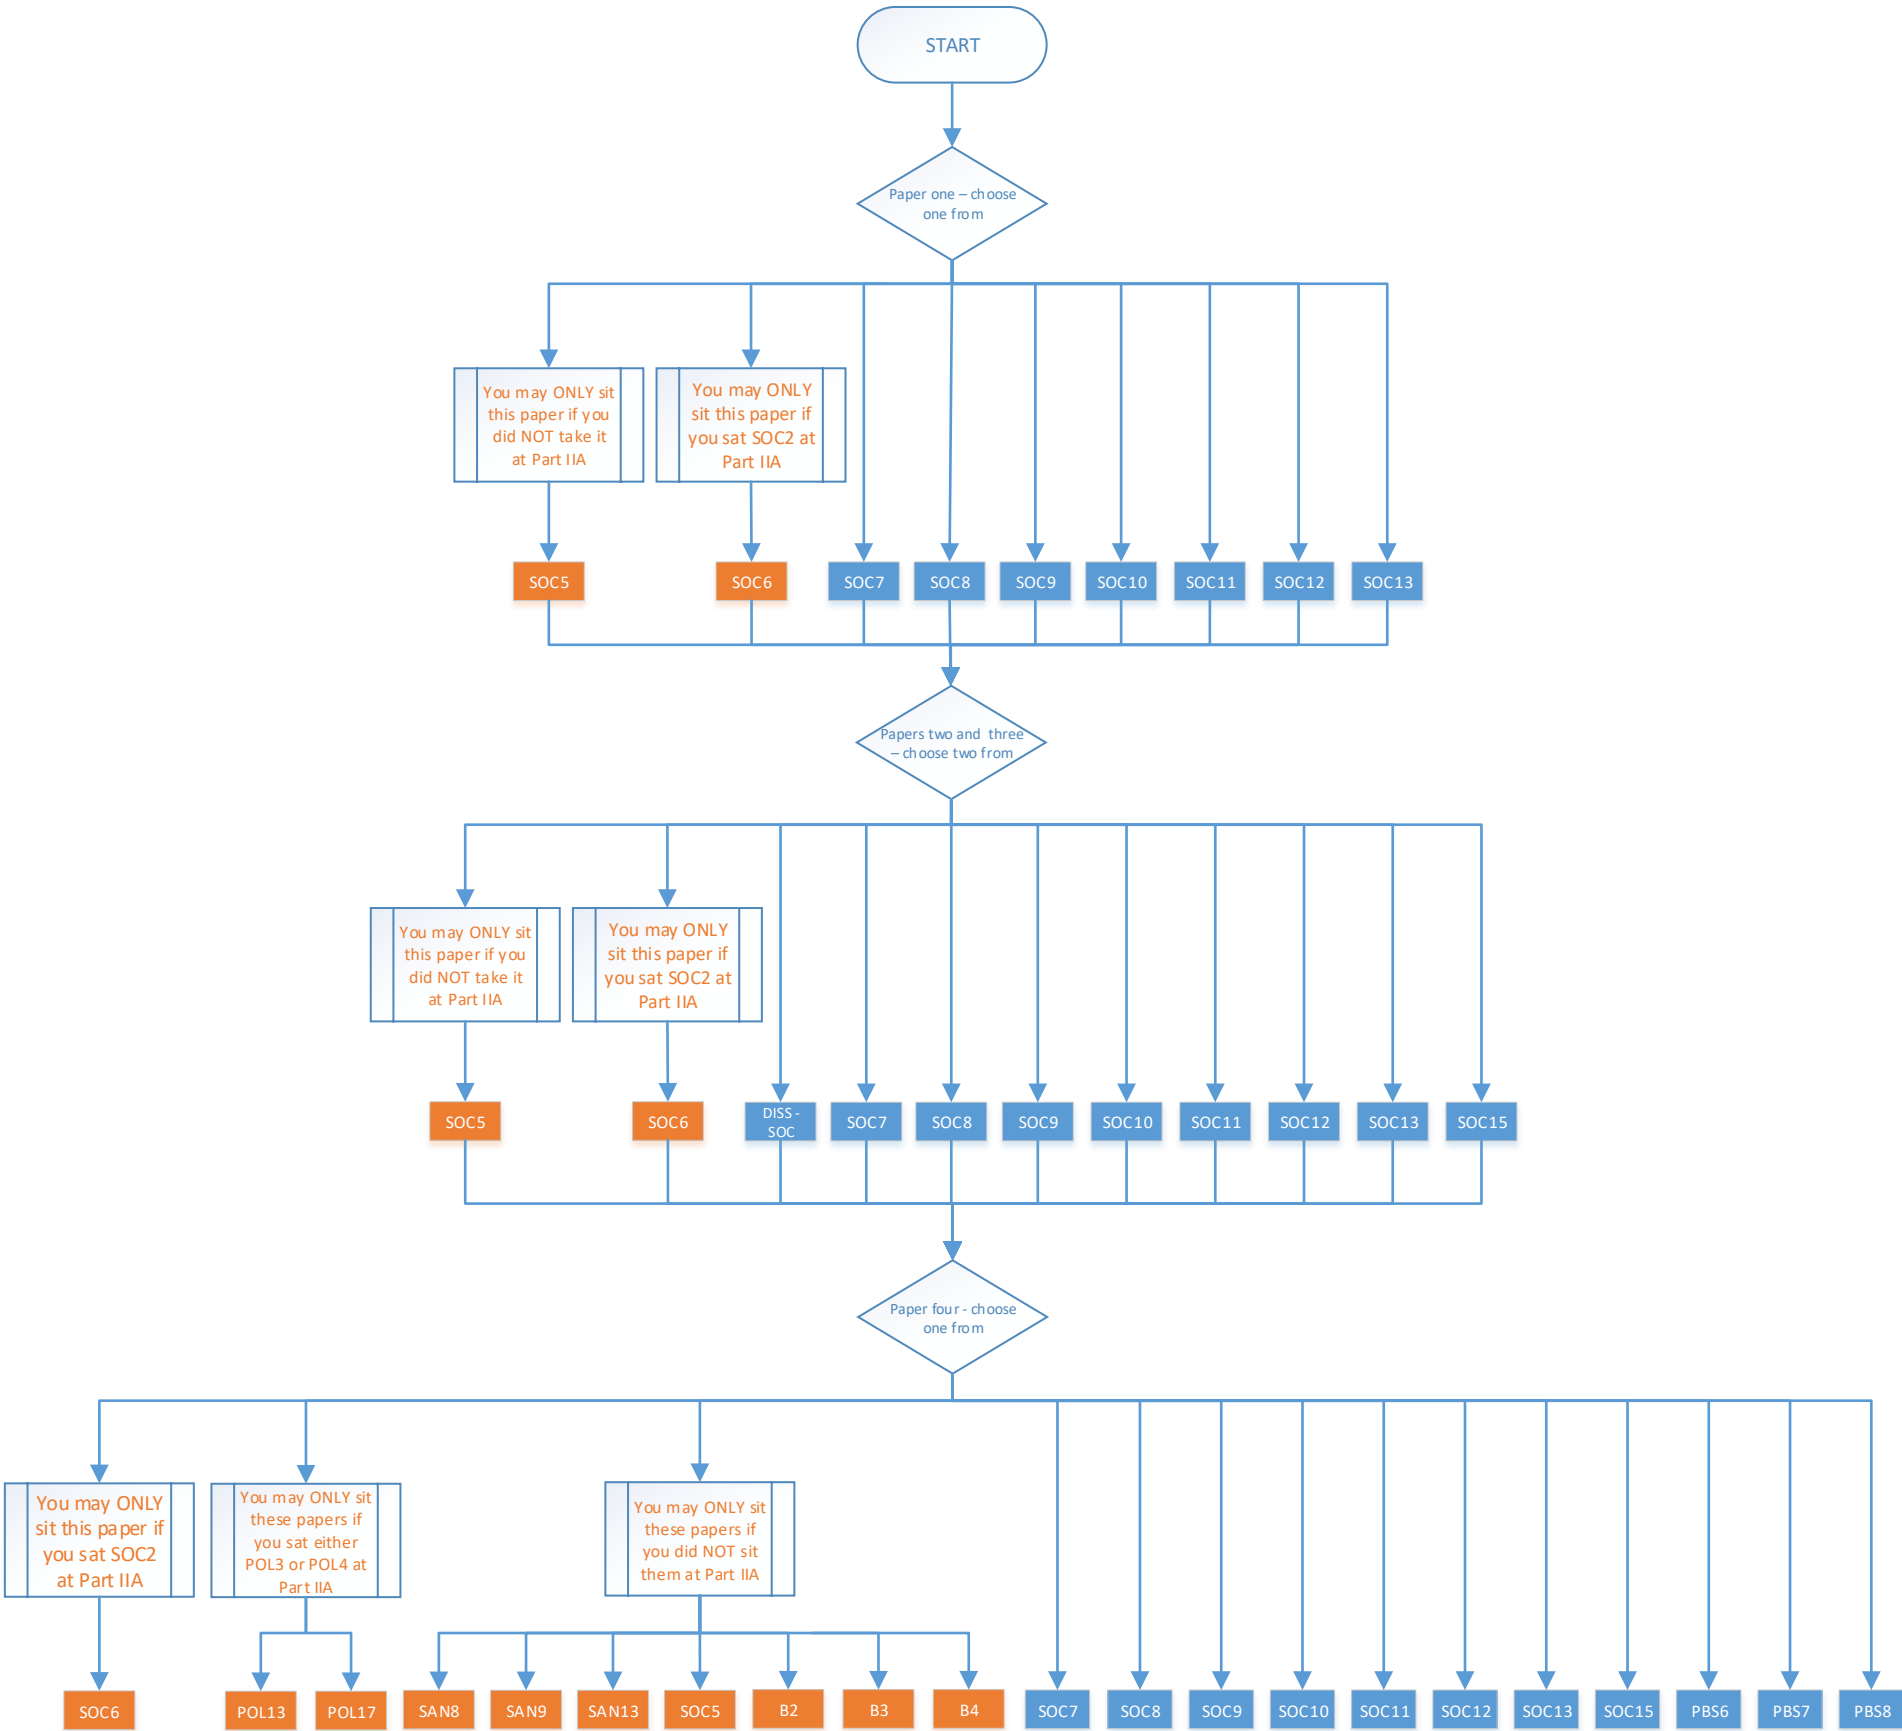 START
Paper one – choose
one from
You may ONLY sit
this paper if you
did NOT take it
at Part IIA
You may ONLY
sit this paper if
you sat SOC2 at
Part IIA
SOC5
SOC6
SOC7
SOC8
SOC9
SOC10
SOC11
SOC12
SOC13
Papers two and three
– choose two from
You may ONLY sit
this paper if you
did NOT take it
at Part IIA
You may ONLY
sit this paper if
you sat SOC2 at
Part IIA
SOC5
SOC6
DISS -
SOC
SOC7
SOC8
SOC9
SOC10
SOC11
SOC12
SOC13
SOC15
Paper four - choose
one from
You may ONLY
sit this paper if
you sat SOC2
at Part IIA
You may ONLY sit
these papers if
you sat either
POL3 or POL4 at
Part IIA
You may ONLY sit
these papers if
you did NOT sit
them at Part IIA
SOC6
POL13
POL17
SAN8
SAN9
SAN13
SOC5
B2
B3
B4
SOC7
SOC8
SOC9
SOC10
SOC11
SOC12
SOC13
SOC15
PBS6
PBS7
PBS8